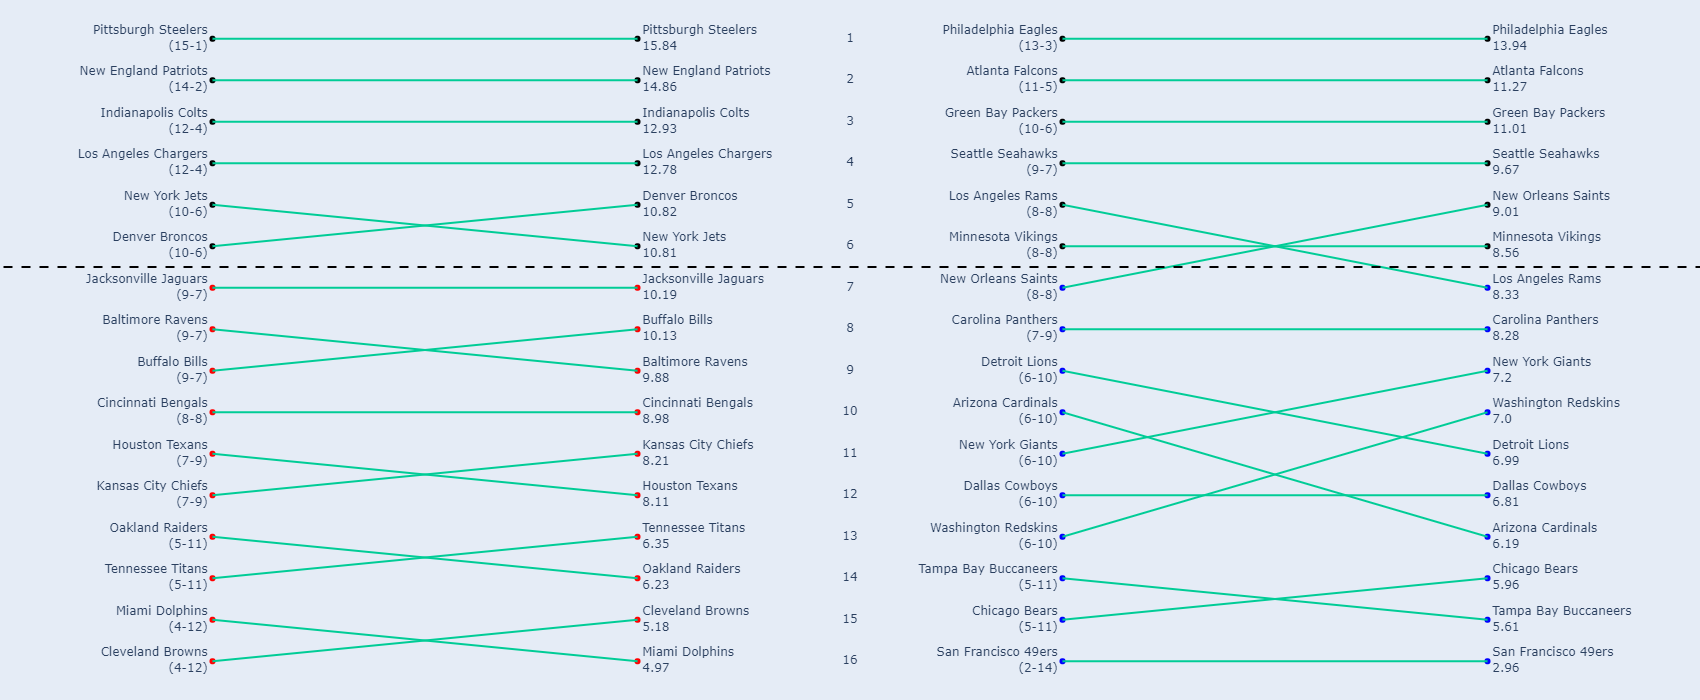 Pittsburgh Steelers
(15-1)
Pittsburgh Steelers
15.84
1
Philadelphia Eagles
(13-3)
Philadelphia Eagles
13.94
New England Patriots
(14-2)
New England Patriots
14.86
2
Atlanta Falcons
(11-5)
Atlanta Falcons
11.27
Indianapolis Colts
(12-4)
Indianapolis Colts
12.93
3
Green Bay Packers
(10-6)
Green Bay Packers
11.01
Los Angeles Chargers
(12-4)
Los Angeles Chargers
12.78
4
Seattle Seahawks
(9-7)
Seattle Seahawks
9.67
New York Jets
(10-6)
Denver Broncos
10.82
5
Los Angeles Rams
(8-8)
New Orleans Saints
9.01
Denver Broncos
(10-6)
New York Jets
10.81
6
Minnesota Vikings
(8-8)
Minnesota Vikings
8.56
Jacksonville Jaguars
(9-7)
Jacksonville Jaguars
10.19
7
New Orleans Saints
(8-8)
Los Angeles Rams
8.33
Baltimore Ravens
(9-7)
Buffalo Bills
10.13
8
Carolina Panthers
(7-9)
Carolina Panthers
8.28
Buffalo Bills
(9-7)
Baltimore Ravens
9.88
9
Detroit Lions
(6-10)
New York Giants
7.2
Cincinnati Bengals
(8-8)
Cincinnati Bengals
8.98
10
Arizona Cardinals
(6-10)
Washington Redskins
7.0
Houston Texans
(7-9)
Kansas City Chiefs
8.21
11
New York Giants
(6-10)
Detroit Lions
6.99
Kansas City Chiefs
(7-9)
Houston Texans
8.11
12
Dallas Cowboys
(6-10)
Dallas Cowboys
6.81
Oakland Raiders
(5-11)
Tennessee Titans
6.35
13
Washington Redskins
(6-10)
Arizona Cardinals
6.19
Tennessee Titans
(5-11)
Oakland Raiders
6.23
14
Tampa Bay Buccaneers
(5-11)
Chicago Bears
5.96
Miami Dolphins
(4-12)
Cleveland Browns
5.18
15
Chicago Bears
(5-11)
Tampa Bay Buccaneers
5.61
Cleveland Browns
(4-12)
Miami Dolphins
4.97
16
San Francisco 49ers
(2-14)
San Francisco 49ers
2.96